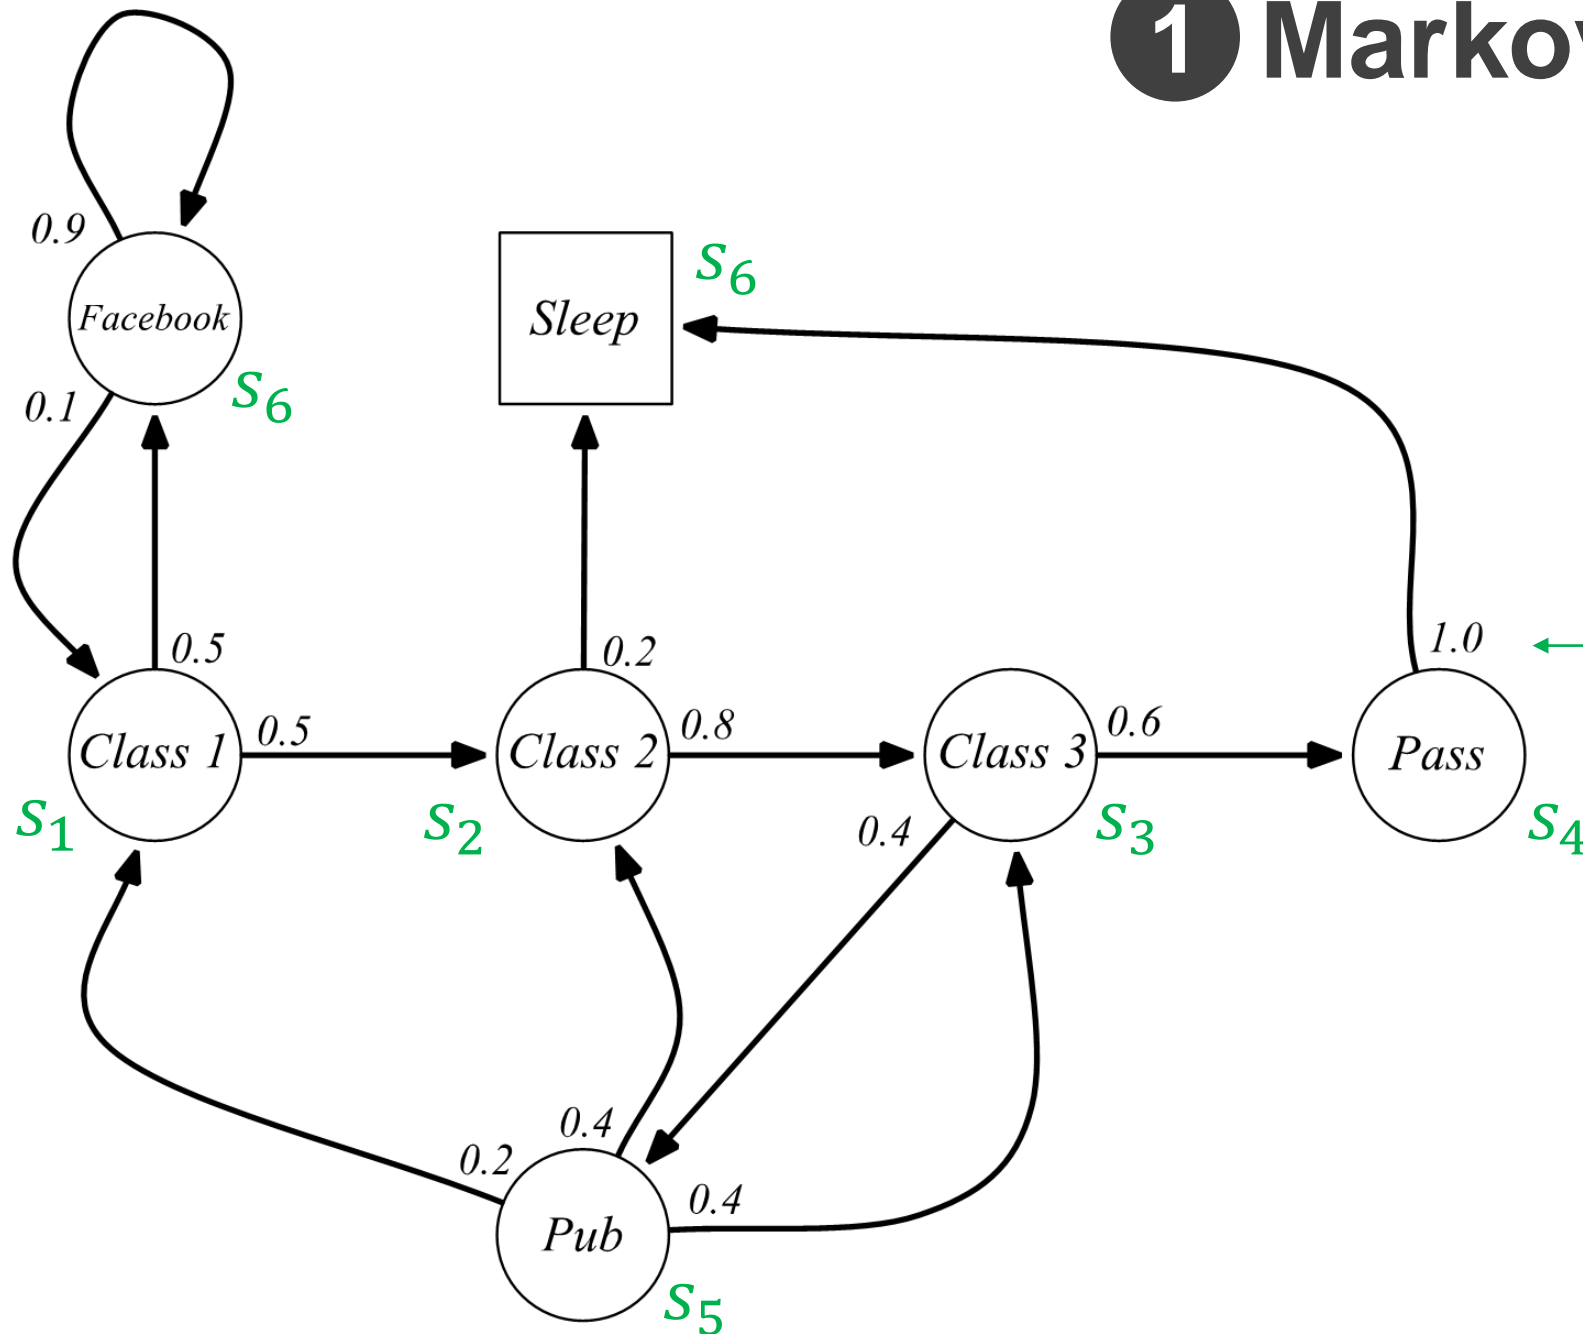 1 Markov
0.9
Facebook
s₆
0.1
Sleep
s₆
0.5
0.2
1.0
Class 1
0.5
s₁
Class 2
0.8
s₂
Class 3
0.6
0.4
s₃
Pass
s₄
0.4
0.2
0.4
Pub
s₅